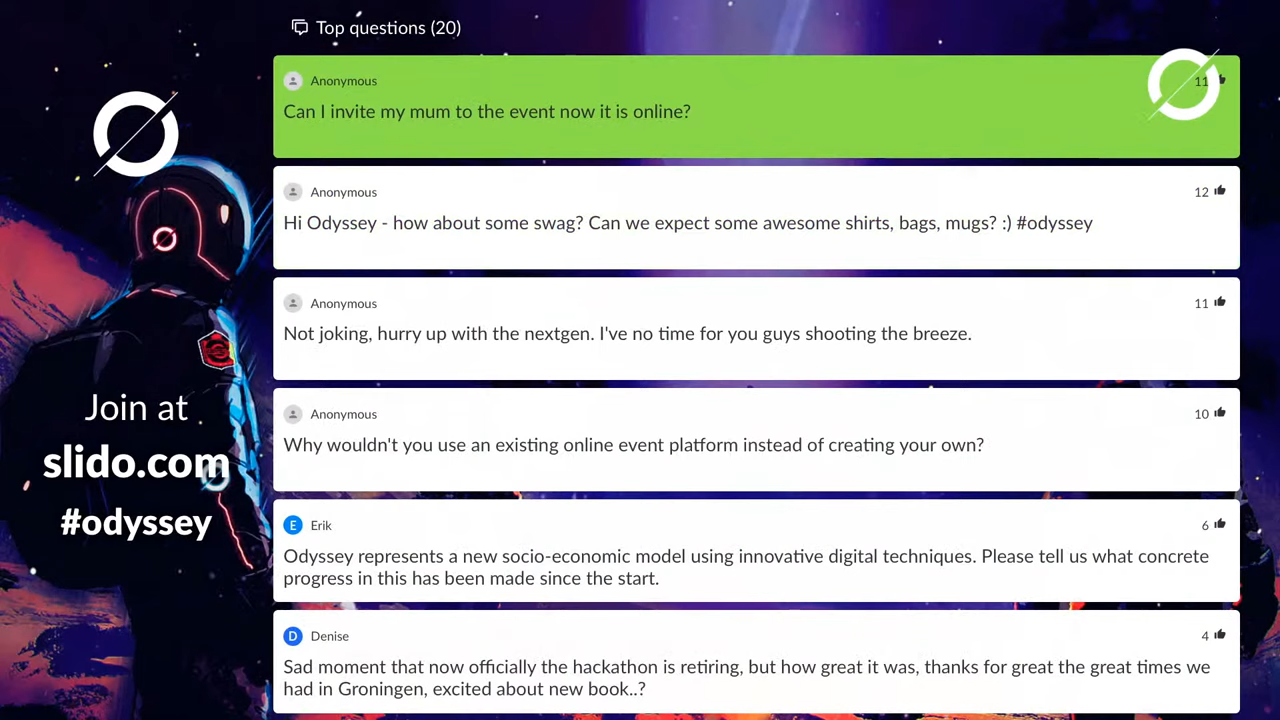 Top questions (20)
Anonymous
11
Can I invite my mum to the event now it is online?
Anonymous
12
Hi Odyssey - how about some swag? Can we expect some awesome shirts, bags, mugs? :) #odyssey
Anonymous
11
Not joking, hurry up with the nextgen. I've no time for you guys shooting the breeze.
Anonymous
10
Why wouldn't you use an existing online event platform instead of creating your own?
E Erik
6
Odyssey represents a new socio-economic model using innovative digital techniques. Please tell us what concrete
progress in this has been made since the start.
D Denise
4
Sad moment that now officially the hackathon is retiring, but how great it was, thanks for great the great times we
had in Groningen, excited about new book..?
Join at
slido.com
#odyssey